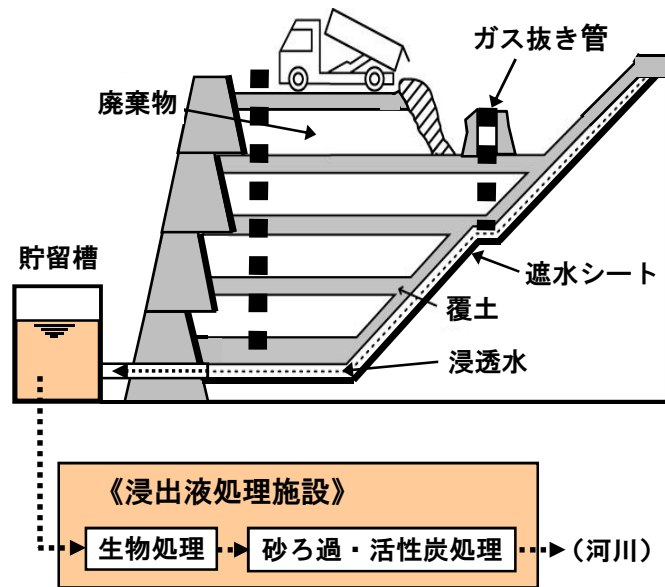 ガス抜き管
廃棄物
貯留槽
遮水シート
覆土
浸透水
《浸出液処理施設》
生物処理
砂ろ過・活性炭処理
（河川）